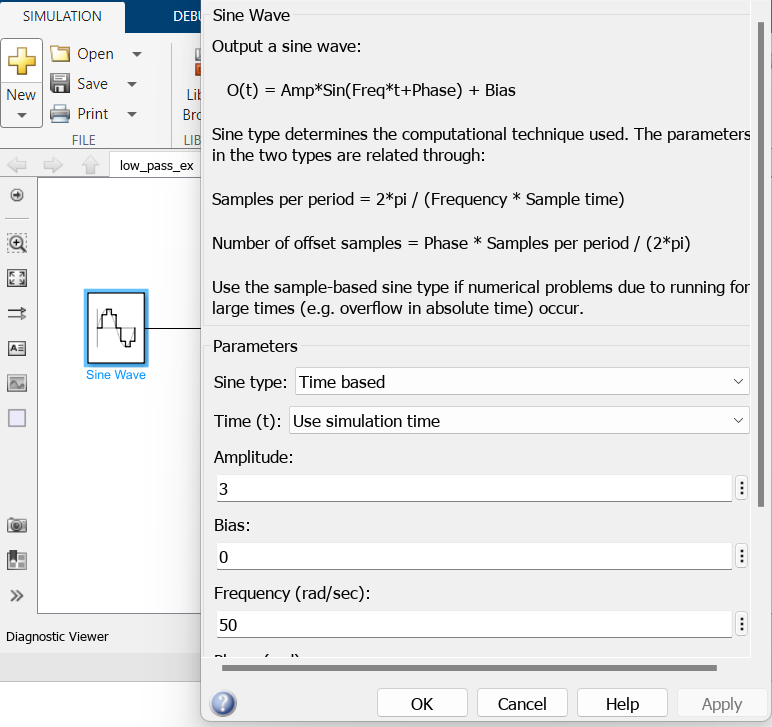 SIMULATION
DEBU
New
Open
Save
Print
FILE
Lib
Bro
LIB
low_pass_ex
Sine Wave
Diagnostic Viewer
Sine Wave
Output a sine wave:
O(t) = Amp*Sin(Freq*t+Phase) + Bias
Sine type determines the computational technique used. The parameters
in the two types are related through:
Samples per period = 2*pi / (Frequency * Sample time)
Number of offset samples = Phase * Samples per period / (2*pi)
Use the sample-based sine type if numerical problems due to running for
large times (e.g. overflow in absolute time) occur.
Parameters
Sine type: Time based
Time (t): Use simulation time
Amplitude:
3
Bias:
0
Frequency (rad/sec):
50
OK Cancel Help Apply